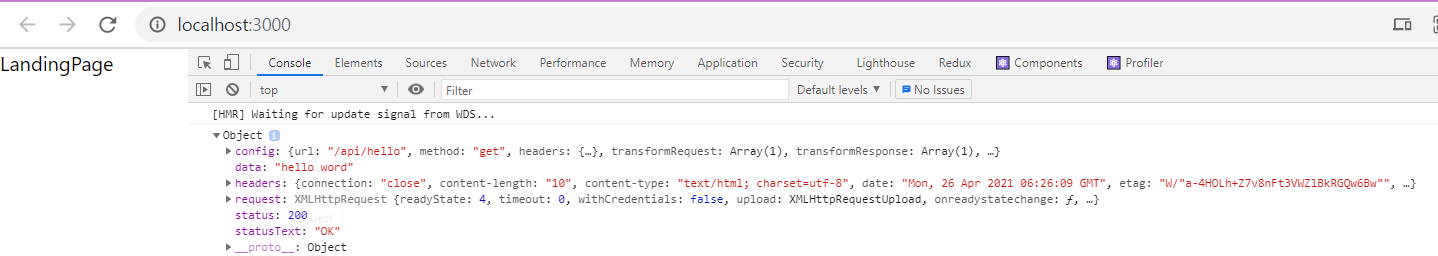 localhost:3000
LandingPage
Console Elements Sources Network Performance Memory Application Security Lighthouse Redux Components Profiler
top Filter Default levels No Issues
[HMR] Waiting for update signal from WDS...
Object
config: {url: "/api/hello", method: "get", headers: {…}, transformRequest: Array(1), transformResponse: Array(1), …}
data: "hello word"
headers: {connection: "close", content-length: "10", content-type: "text/html; charset=utf-8", date: "Mon, 26 Apr 2021 06:26:09 GMT", etag: "W/"a-4HOLh+Z7v8nFt3VWZlBkRGQw6Bw"", …}
request: XMLHttpRequest {readyState: 4, timeout: 0, withCredentials: false, upload: XMLHttpRequestUpload, onreadystatechange: ƒ, …}
status: 200
statusText: "OK"
__proto__: Object